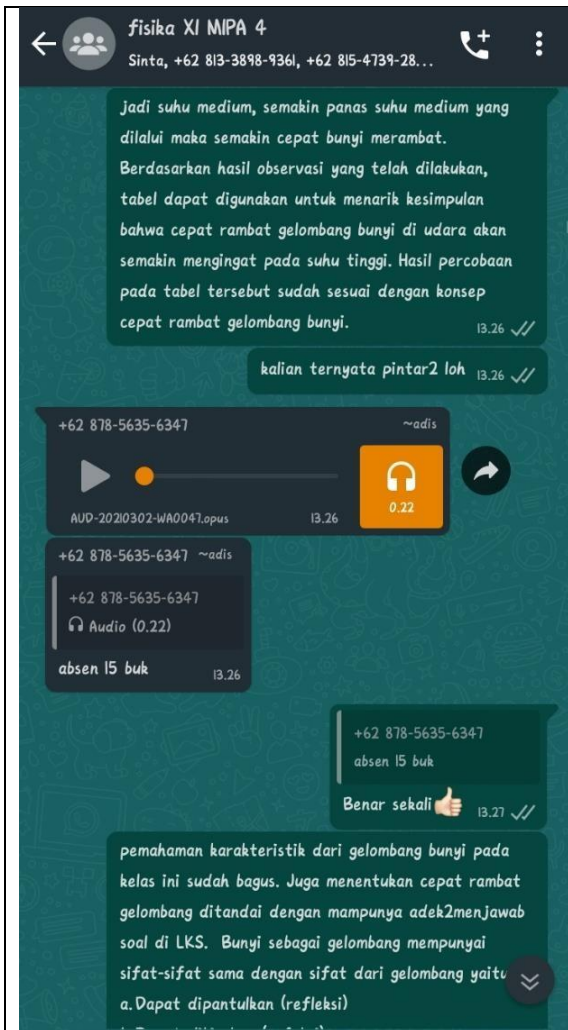 fisika XI MIPA 4
Sinta, +62 813-3898-9361, +62 815-4739-28...
jadi suhu medium, semakin panas suhu medium yang
dilalui maka semakin cepat bunyi merambat.
Berdasarkan hasil observasi yang telah dilakukan,
tabel dapat digunakan untuk menarik kesimpulan
bahwa cepat rambat gelombang bunyi di udara akan
semakin mengingat pada suhu tinggi. Hasil percobaan
pada tabel tersebut sudah sesuai dengan konsep
cepat rambat gelombang bunyi. 13.26
kalian ternyata pintar2 loh 13.26
+62 878-5635-6347 ~adis
0.22
AUD-20210302-WA0047.opus 13.26
+62 878-5635-6347 ~adis
+62 878-5635-6347
Audio (0.22)
absen 15 buk 13.26
+62 878-5635-6347
absen 15 buk
Benar sekali 13.27
pemahaman karakteristik dari gelombang bunyi pada
kelas ini sudah bagus. Juga menentukan cepat rambat
gelombang ditandai dengan mampunya adek2menjawab
soal di LKS. Bunyi sebagai gelombang mempunyai
sifat-sifat sama dengan sifat dari gelombang yaitu
a. Dapat dipantulkan (refleksi)